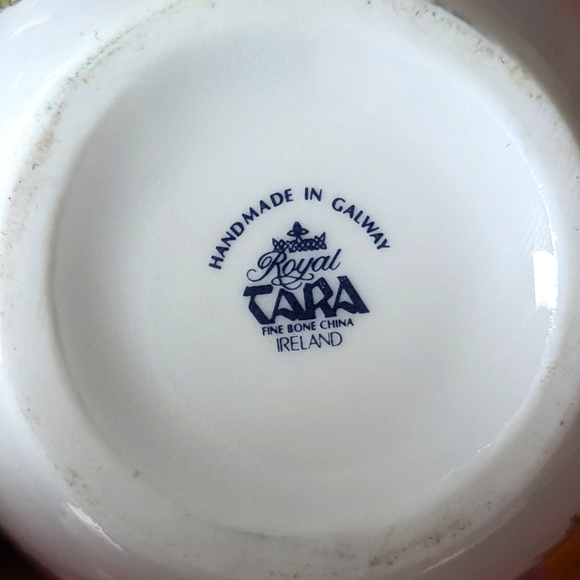 HANDMADE IN GALWAY
Royal
TARA
FINE BONE CHINA
IRELAND